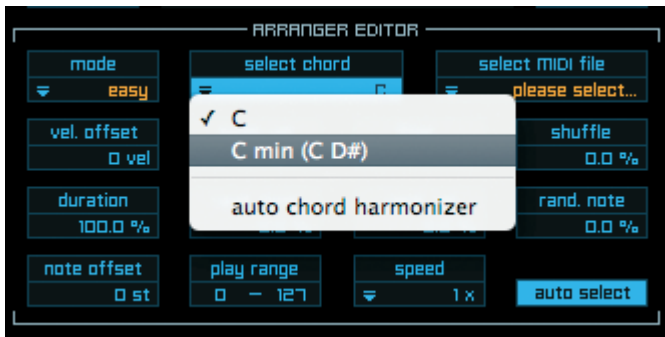 ARRANGER EDITOR
mode
easy
select chord
C
select MIDI file
please select...
✓ C
C min (C D#)
auto chord harmonizer
vel. offset
0 vel
shuffle
0.0 %
duration
100.0 %
rand. note
0.0 %
note offset
0 st
play range
0 – 127
speed
1 x
auto select